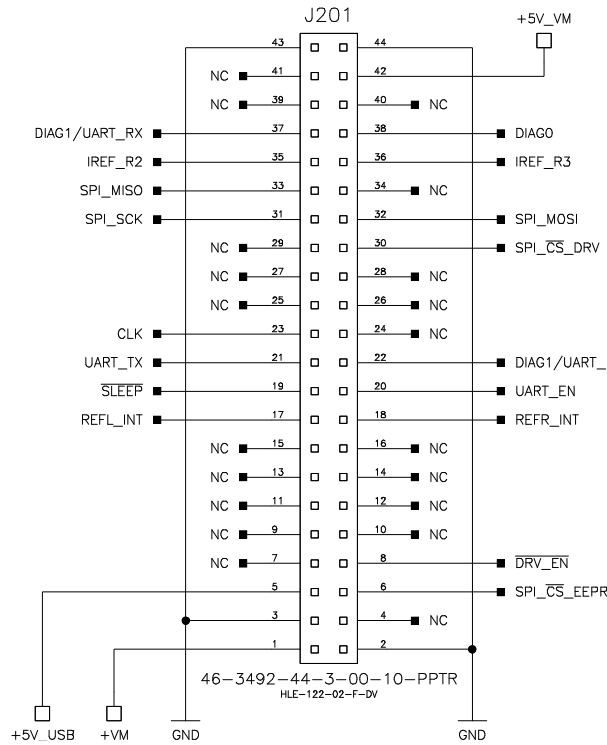 J201
+5V_VM
43 44
NC 41 42
NC 39 40 NC
DIAG1/UART_RX 37 38 DIAG0
IREF_R2 35 36 IREF_R3
SPI_MISO 33 34 NC
SPI_SCK 31 32 SPI_MOSI
NC 29 30 SPI_CS_DRV
NC 27 28 NC
NC 25 26 NC
CLK 23 24 NC
UART_TX 21 22 DIAG1/UART_
SLEEP 19 20 UART_EN
REFL_INT 17 18 REFR_INT
NC 15 16 NC
NC 13 14 NC
NC 11 12 NC
NC 9 10 NC
NC 7 8 DRV_EN
5 6 SPI_CS_EEPR
3 4 NC
1 2
46-3492-44-3-00-10-PPTR
HLE-122-02-F-DV
+5V_USB +VM GND GND